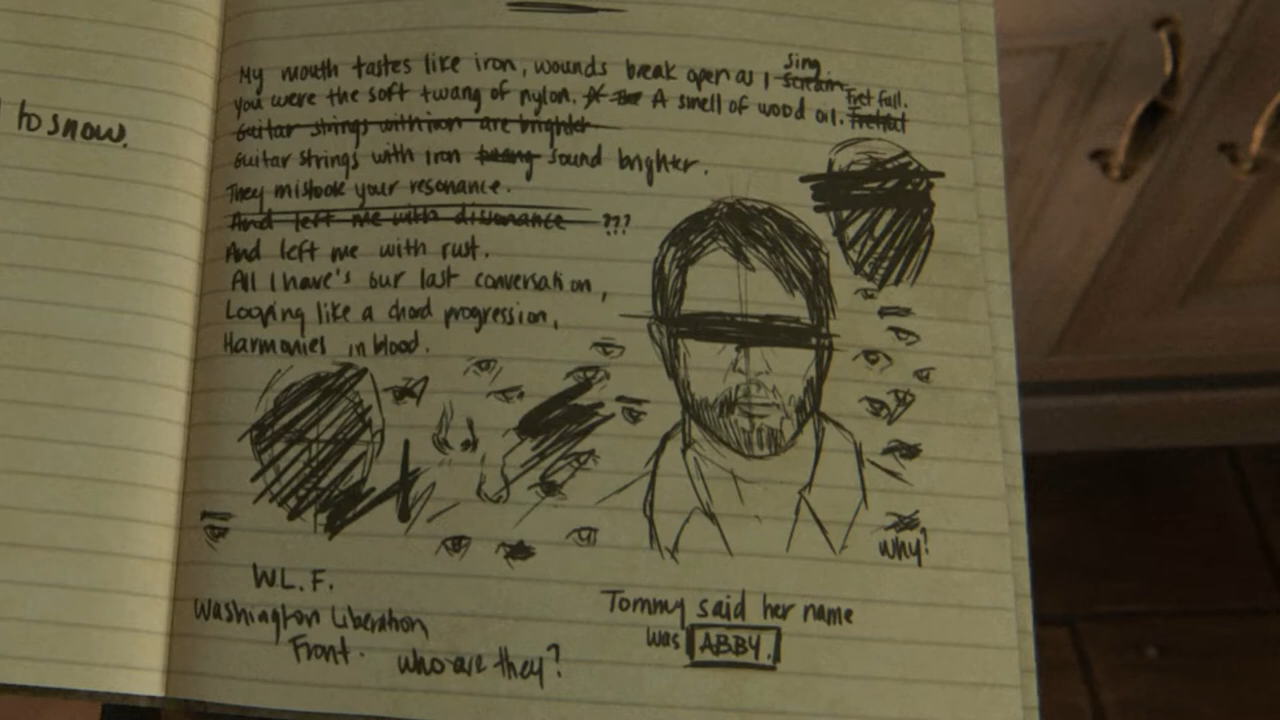 to snow.
My mouth tastes like iron, wounds break open as I scream sing
you were the soft twang of nylon. A smell of wood oil. Fretful Fret full.
Guitar strings with iron are brighter
Guitar strings with iron twang sound brighter.
They mistook your resonance.
And left me with dissonance ???
And left me with rust.
All I have's our last conversation,
Looping like a chord progression,
Harmonies in blood.
why?
W.L.F.
Washington Liberation
Front. who are they?
Tommy said her name
was ABBY.